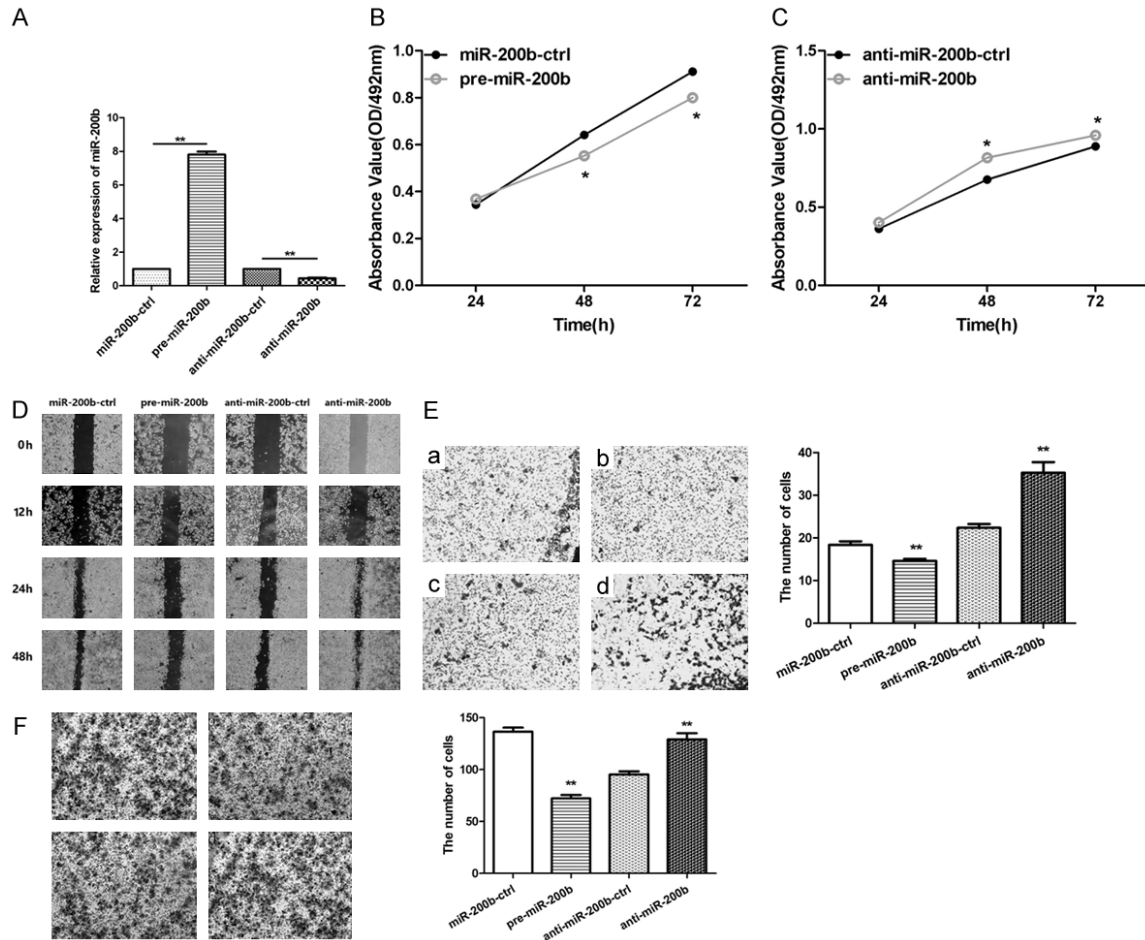 A
Relative expression of miR-200b
10
8
6
4
2
0
**
**
miR-200b-ctrl
pre-miR-200b
anti-miR-200b-ctrl
anti-miR-200b
B
Absorbance Value(OD/492nm)
1.0
0.8
0.6
0.4
0.2
0.0
miR-200b-ctrl
pre-miR-200b
*
*
24 48 72
Time(h)
C
Absorbance Value(OD/492nm)
1.5
1.0
0.5
0.0
anti-miR-200b-ctrl
anti-miR-200b
*
*
24 48 72
Time(h)
D
miR-200b-ctrl pre-miR-200b anti-miR-200b-ctrl anti-miR-200b
0h
12h
24h
48h
E
a b
c d
The number of cells
40
30
20
10
0
**
**
miR-200b-ctrl
pre-miR-200b
anti-miR-200b-ctrl
anti-miR-200b
F
The number of cells
150
100
50
0
**
**
miR-200b-ctrl
pre-miR-200b
anti-miR-200b-ctrl
anti-miR-200b